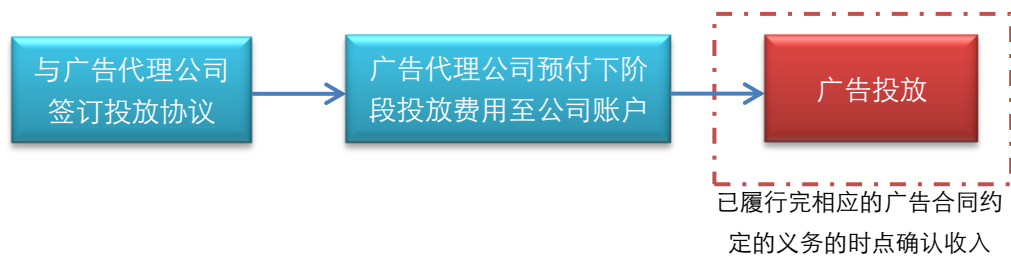 与广告代理公司
签订投放协议
广告代理公司预付下阶
段投放费用至公司账户
广告投放
已履行完相应的广告合同约
定的义务的时点确认收入